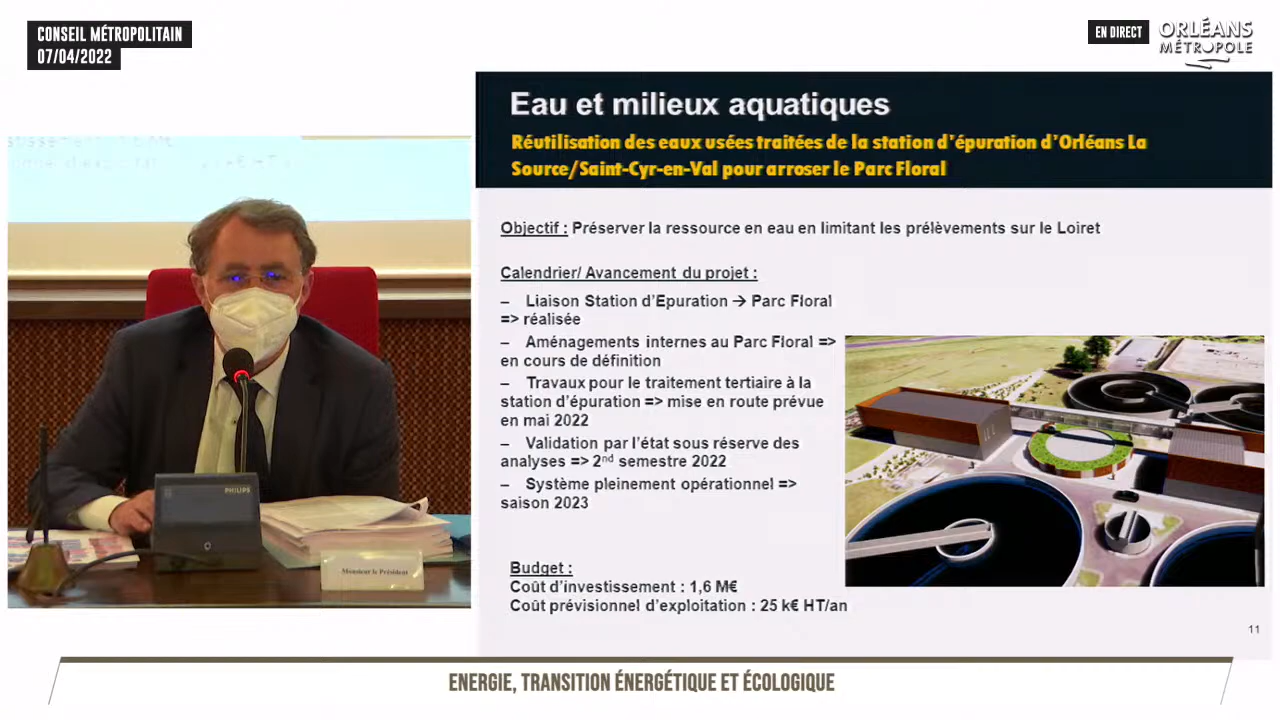 CONSEIL MÉTROPOLITAIN
07/04/2022
EN DIRECT
ORLÉANS
MÉTROPOLE
Eau et milieux aquatiques
Réutilisation des eaux usées traitées de la station d'épuration d'Orléans La
Source/Saint-Cyr-en-Val pour arroser le Parc Floral
Objectif : Préserver la ressource en eau en limitant les prélèvements sur le Loiret
Calendrier/ Avancement du projet :
– Liaison Station d'Epuration → Parc Floral
=> réalisée
– Aménagements internes au Parc Floral =>
en cours de définition
– Travaux pour le traitement tertiaire à la
station d'épuration => mise en route prévue
en mai 2022
– Validation par l'état sous réserve des
analyses => 2nd semestre 2022
– Système pleinement opérationnel =>
saison 2023
Budget :
Coût d'investissement : 1,6 M€
Coût prévisionnel d'exploitation : 25 k€ HT/an
11
PHILIPS
Monsieur le Président
ENERGIE, TRANSITION ÉNERGÉTIQUE ET ÉCOLOGIQUE